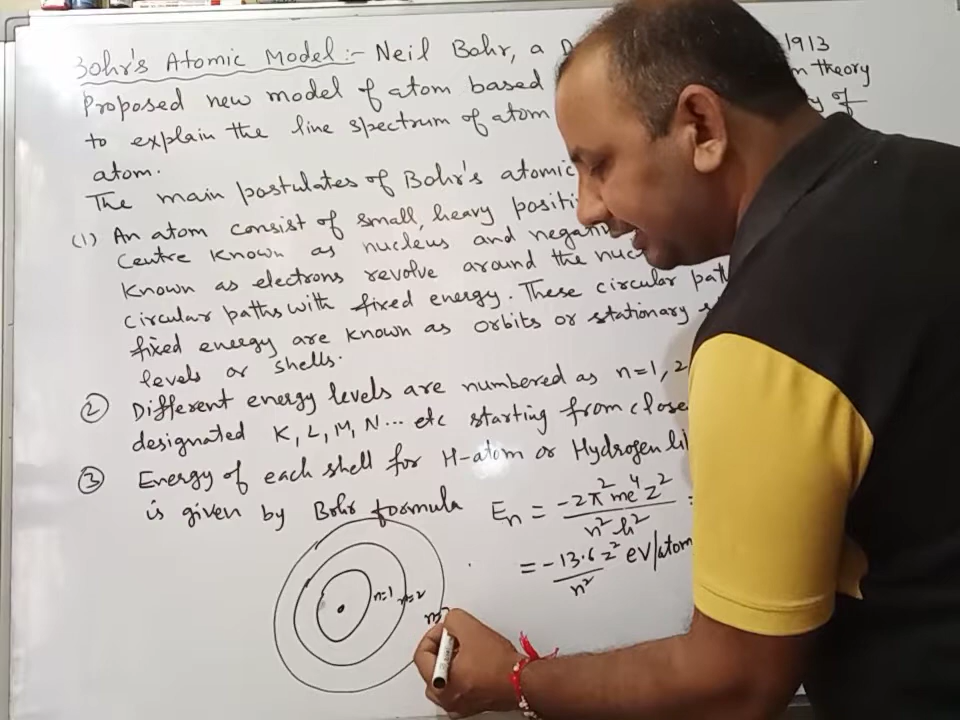 Bohr's Atomic Model:- Neil Bohr, a 1913
Proposed new model of atom based theory
to explain the line spectrum of atom of
atom.
The main postulates of Bohr's atomic
(1) An atom consist of small, heavy positi
Centre known as nucleus and negati
known as electrons revolve around the nuc
circular paths with fixed energy. These circular pat
fixed energy are known as orbits or stationary s
levels or shells.
② Different energy levels are numbered as n=1, 2
designated K, L, M, N... etc starting from close
③ Energy of each shell for H-atom or Hydrogen li
is given by Bohr formula Eₙ = -2π²me⁴z²/n²h² =
= -13.6z²/n² eV/atom
n=1 n=2
n=